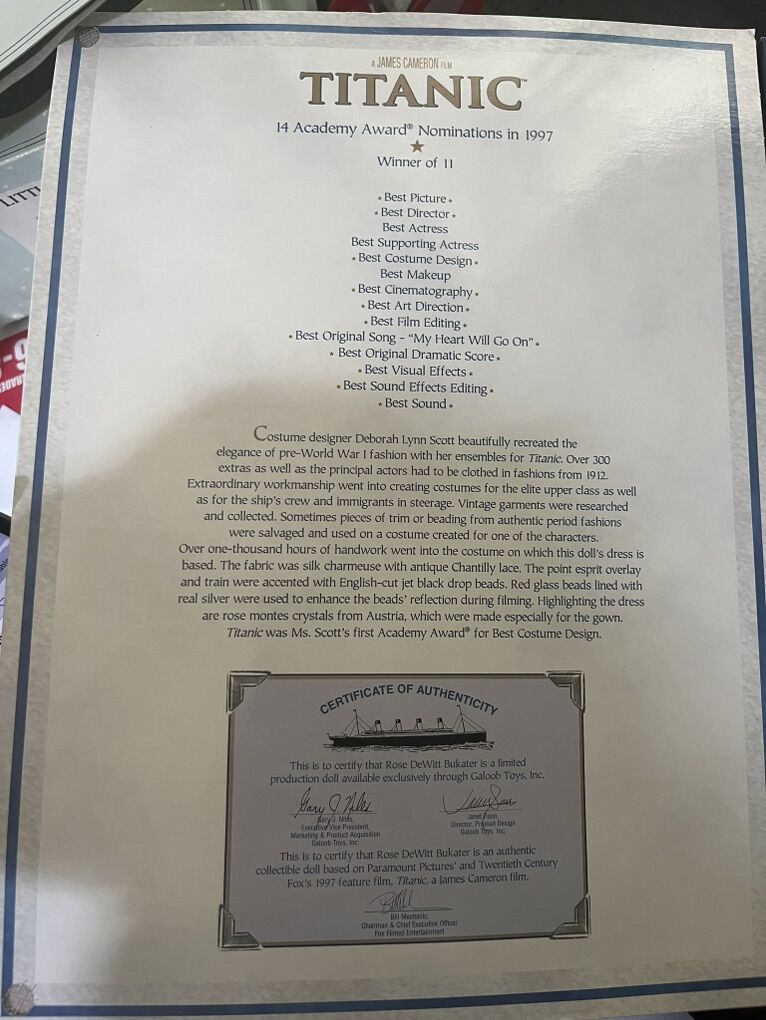 A JAMES CAMERON FILM
TITANIC™
14 Academy Award® Nominations in 1997
★
Winner of 11
★ Best Picture ★
★ Best Director ★
Best Actress
Best Supporting Actress
★ Best Costume Design ★
Best Makeup
★ Best Cinematography ★
★ Best Art Direction ★
★ Best Film Editing ★
★ Best Original Song – “My Heart Will Go On” ★
★ Best Original Dramatic Score ★
★ Best Visual Effects ★
★ Best Sound Effects Editing ★
★ Best Sound ★
Costume designer Deborah Lynn Scott beautifully recreated the
elegance of pre-World War I fashion with her ensembles for Titanic. Over 300
extras as well as the principal actors had to be clothed in fashions from 1912.
Extraordinary workmanship went into creating costumes for the elite upper class as well
as for the ship's crew and immigrants in steerage. Vintage garments were researched
and collected. Sometimes pieces of trim or beading from authentic period fashions
were salvaged and used on a costume created for one of the characters.
Over one-thousand hours of handwork went into the costume on which this doll's dress is
based. The fabric was silk charmeuse with antique Chantilly lace. The point esprit overlay
and train were accented with English-cut jet black drop beads. Red glass beads lined with
real silver were used to enhance the beads' reflection during filming. Highlighting the dress
are rose montes crystals from Austria, which were made especially for the gown.
Titanic was Ms. Scott's first Academy Award® for Best Costume Design.
CERTIFICATE OF AUTHENTICITY
This is to certify that Rose DeWitt Bukater is a limited
production doll available exclusively through Galoob Toys, Inc.
Gary J. Niles
Gary J. Niles,
Executive Vice President,
Marketing & Product Acquisition
Galoob Toys, Inc.
Janet Poon,
Director, Product Design
Galoob Toys, Inc.
This is to certify that Rose DeWitt Bukater is an authentic
collectible doll based on Paramount Pictures' and Twentieth Century
Fox's 1997 feature film, Titanic, a James Cameron film.
Bill Mechanic,
Chairman & Chief Executive Officer
Fox Filmed Entertainment